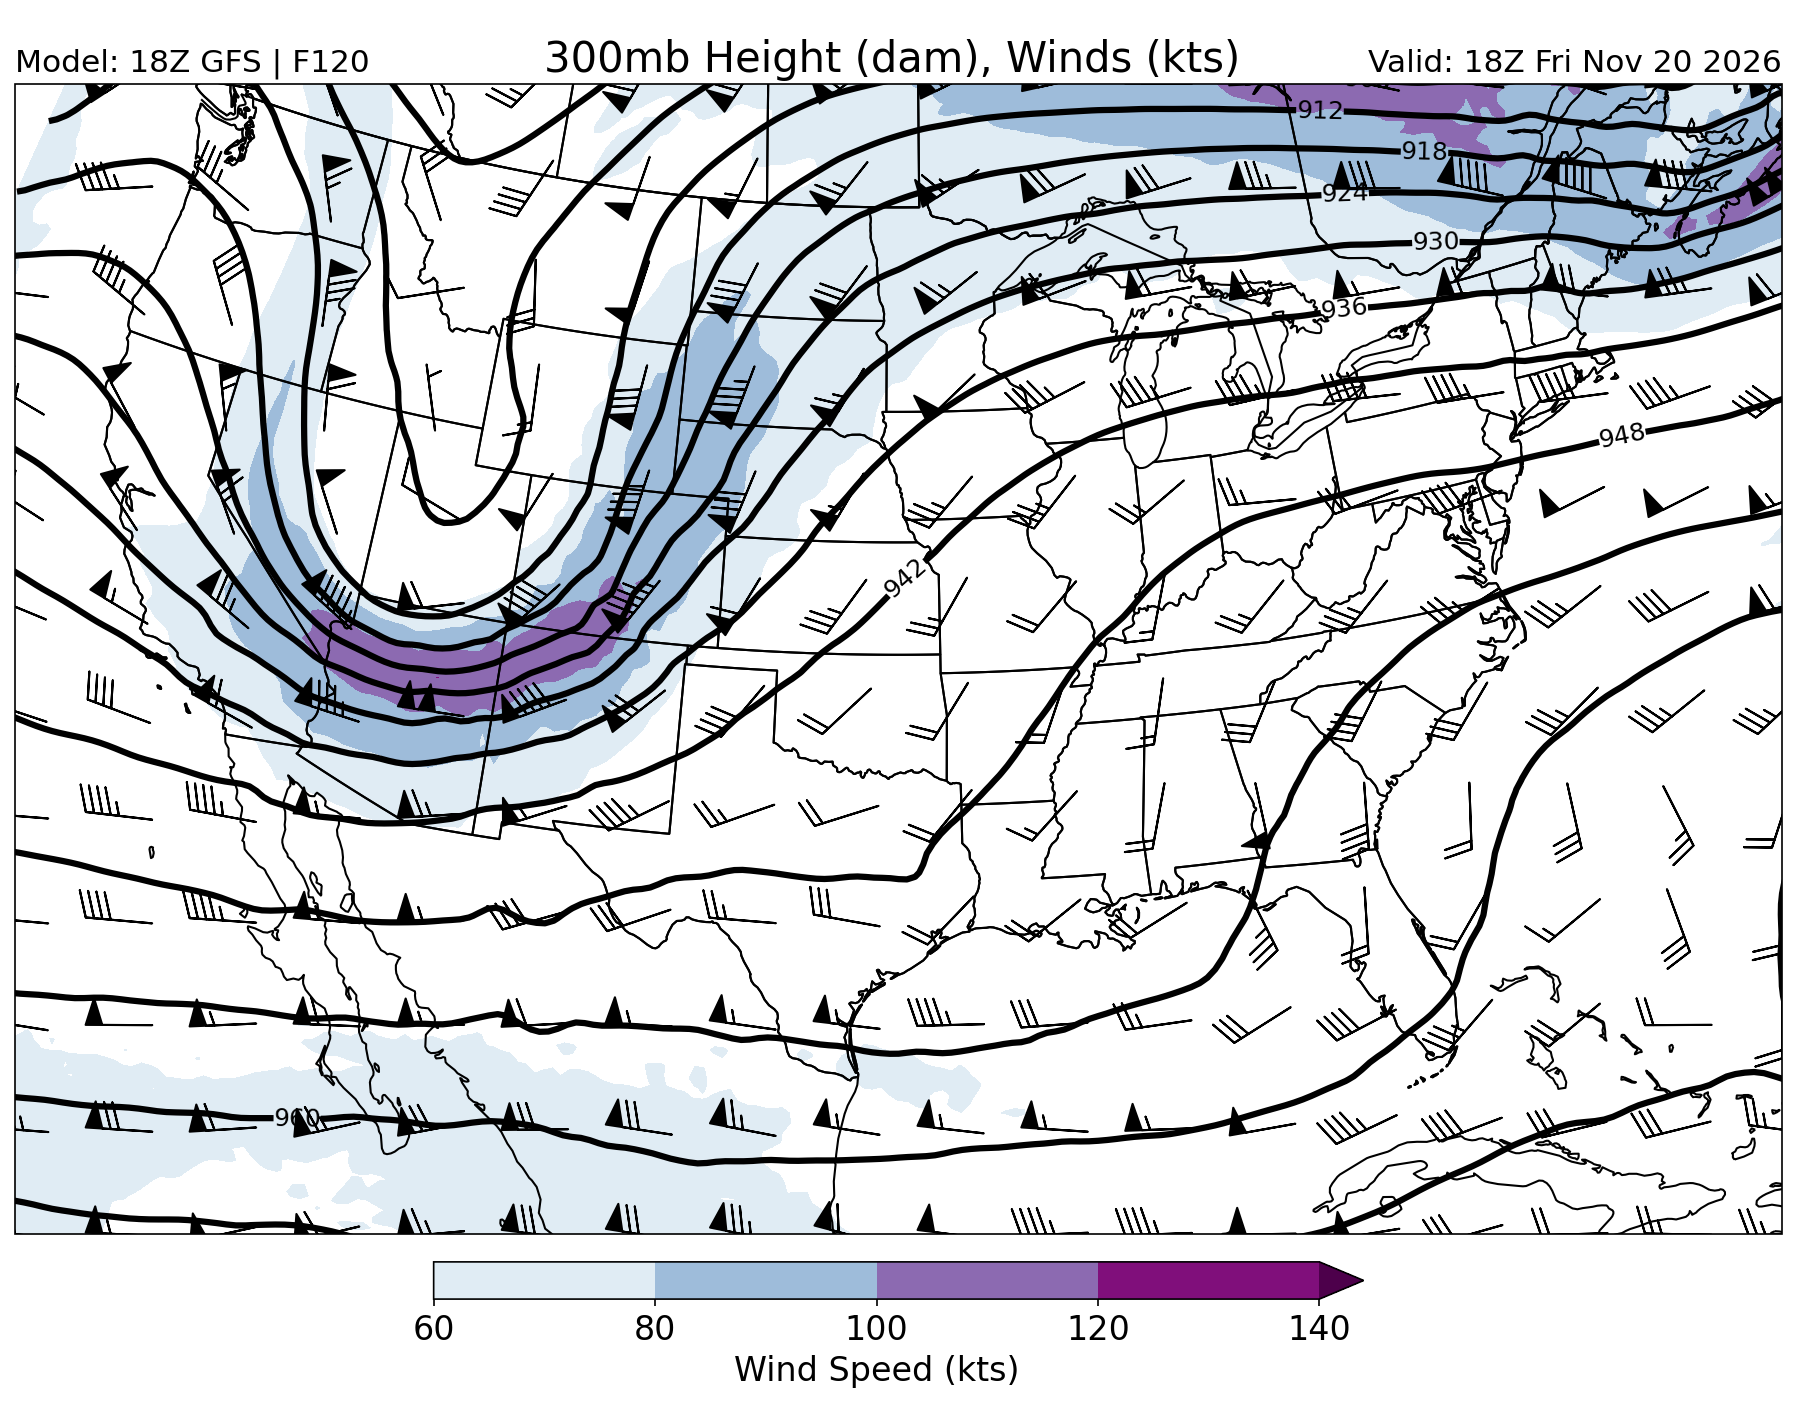 Model: 18Z GFS | F120
300mb Height (dam), Winds (kts)
Valid: 18Z Fri Nov 20 2026
912
918
924
930
936
948
942
960
60 80 100 120 140
Wind Speed (kts)